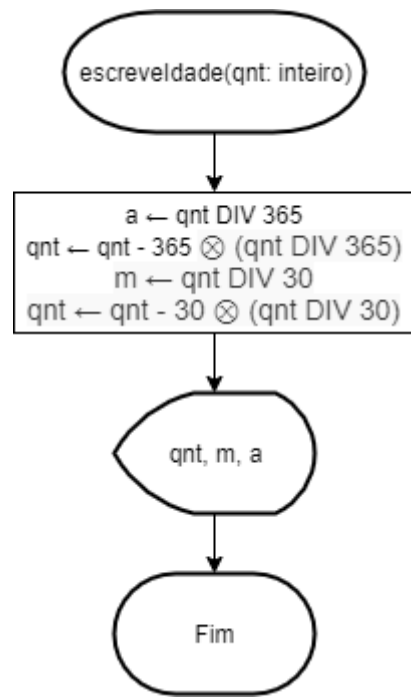 escreveIdade(qnt: inteiro)
a ← qnt DIV 365
qnt ← qnt - 365 ⊗ (qnt DIV 365)
m ← qnt DIV 30
qnt ← qnt - 30 ⊗ (qnt DIV 30)
qnt, m, a
Fim